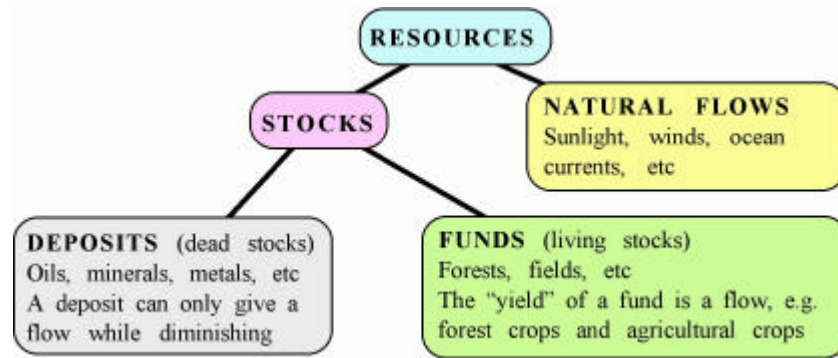 RESOURCES
NATURAL FLOWS
Sunlight, winds, ocean
currents, etc
STOCKS
DEPOSITS (dead stocks)
Oils, minerals, metals, etc
A deposit can only give a
flow while diminishing
FUNDS (living stocks)
Forests, fields, etc
The “yield” of a fund is a flow, e.g.
forest crops and agricultural crops